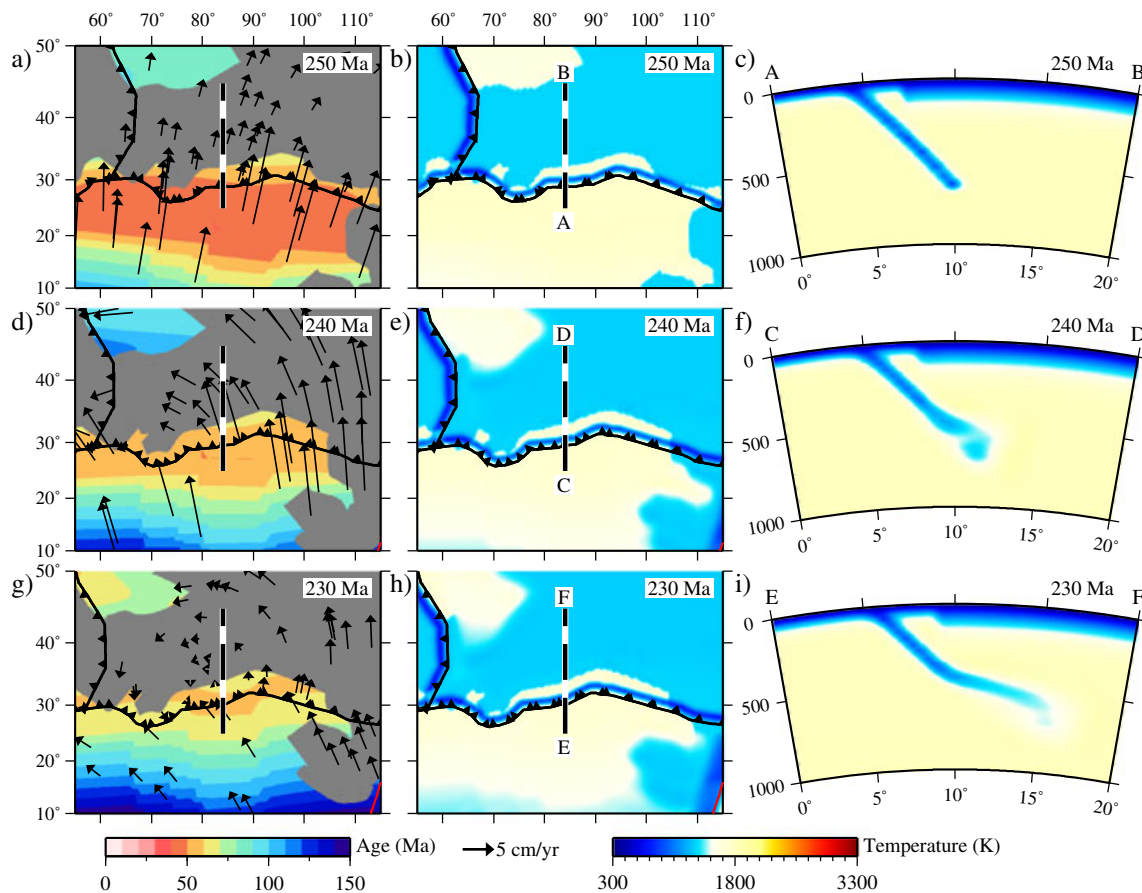 60° 70° 80° 90° 100° 110°
60° 70° 80° 90° 100° 110°
a) 50° 40° 30° 20° 10° 250 Ma
b) B A 250 Ma
c) A B 250 Ma
0 500 1000 0° 5° 10° 15° 20°
d) 50° 40° 30° 20° 10° 240 Ma
e) D C 240 Ma
f) C D 240 Ma
0 500 1000 0° 5° 10° 15° 20°
g) 50° 40° 30° 20° 10° 230 Ma
h) F E 230 Ma
i) E F 230 Ma
0 500 1000 0° 5° 10° 15° 20°
Age (Ma)
0 50 100 150
5 cm/yr
Temperature (K)
300 1800 3300